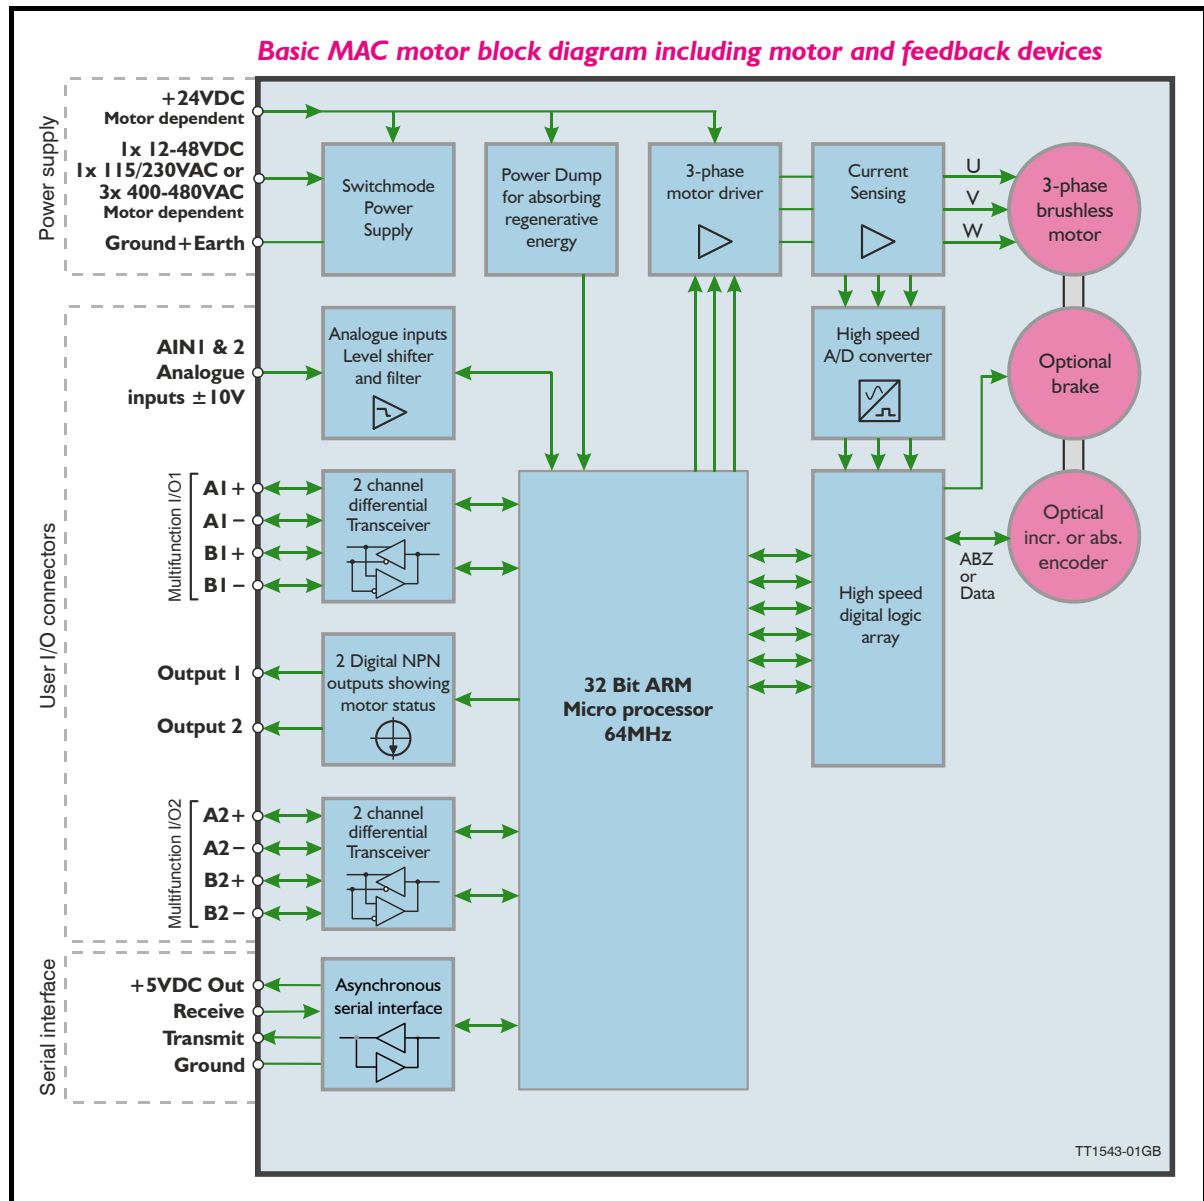 Basic MAC motor block diagram including motor and feedback devices
Power supply
+24VDC
Motor dependent
1x 12-48VDC
1x 115/230VAC or
3x 400-480VAC
Motor dependent
Ground+Earth
Switchmode
Power
Supply
Power Dump
for absorbing
regenerative
energy
3-phase
motor driver
Current
Sensing
U
V
W
3-phase
brushless
motor
User I/O connectors
AIN1 & 2
Analogue
inputs ±10V
Analogue inputs
Level shifter
and filter
High speed
A/D converter
Optional
brake
Multifunction I/O1
A1+
A1−
B1+
B1−
2 channel
differential
Transceiver
Optical
incr. or abs.
encoder
ABZ
or
Data
High speed
digital logic
array
Output 1
Output 2
2 Digital NPN
outputs showing
motor status
32 Bit ARM
Micro processor
64MHz
Multifunction I/O2
A2+
A2−
B2+
B2−
2 channel
differential
Transceiver
Serial interface
+5VDC Out
Receive
Transmit
Ground
Asynchronous
serial interface
TT1543-01GB